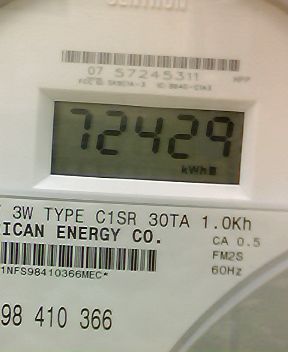 07 57245311
72429
kWh
3W TYPE C1SR 30TA 1.0Kh
RICAN ENERGY CO.
CA 0.5
FM2S
60Hz
1NFS98410366MEC*
98 410 366